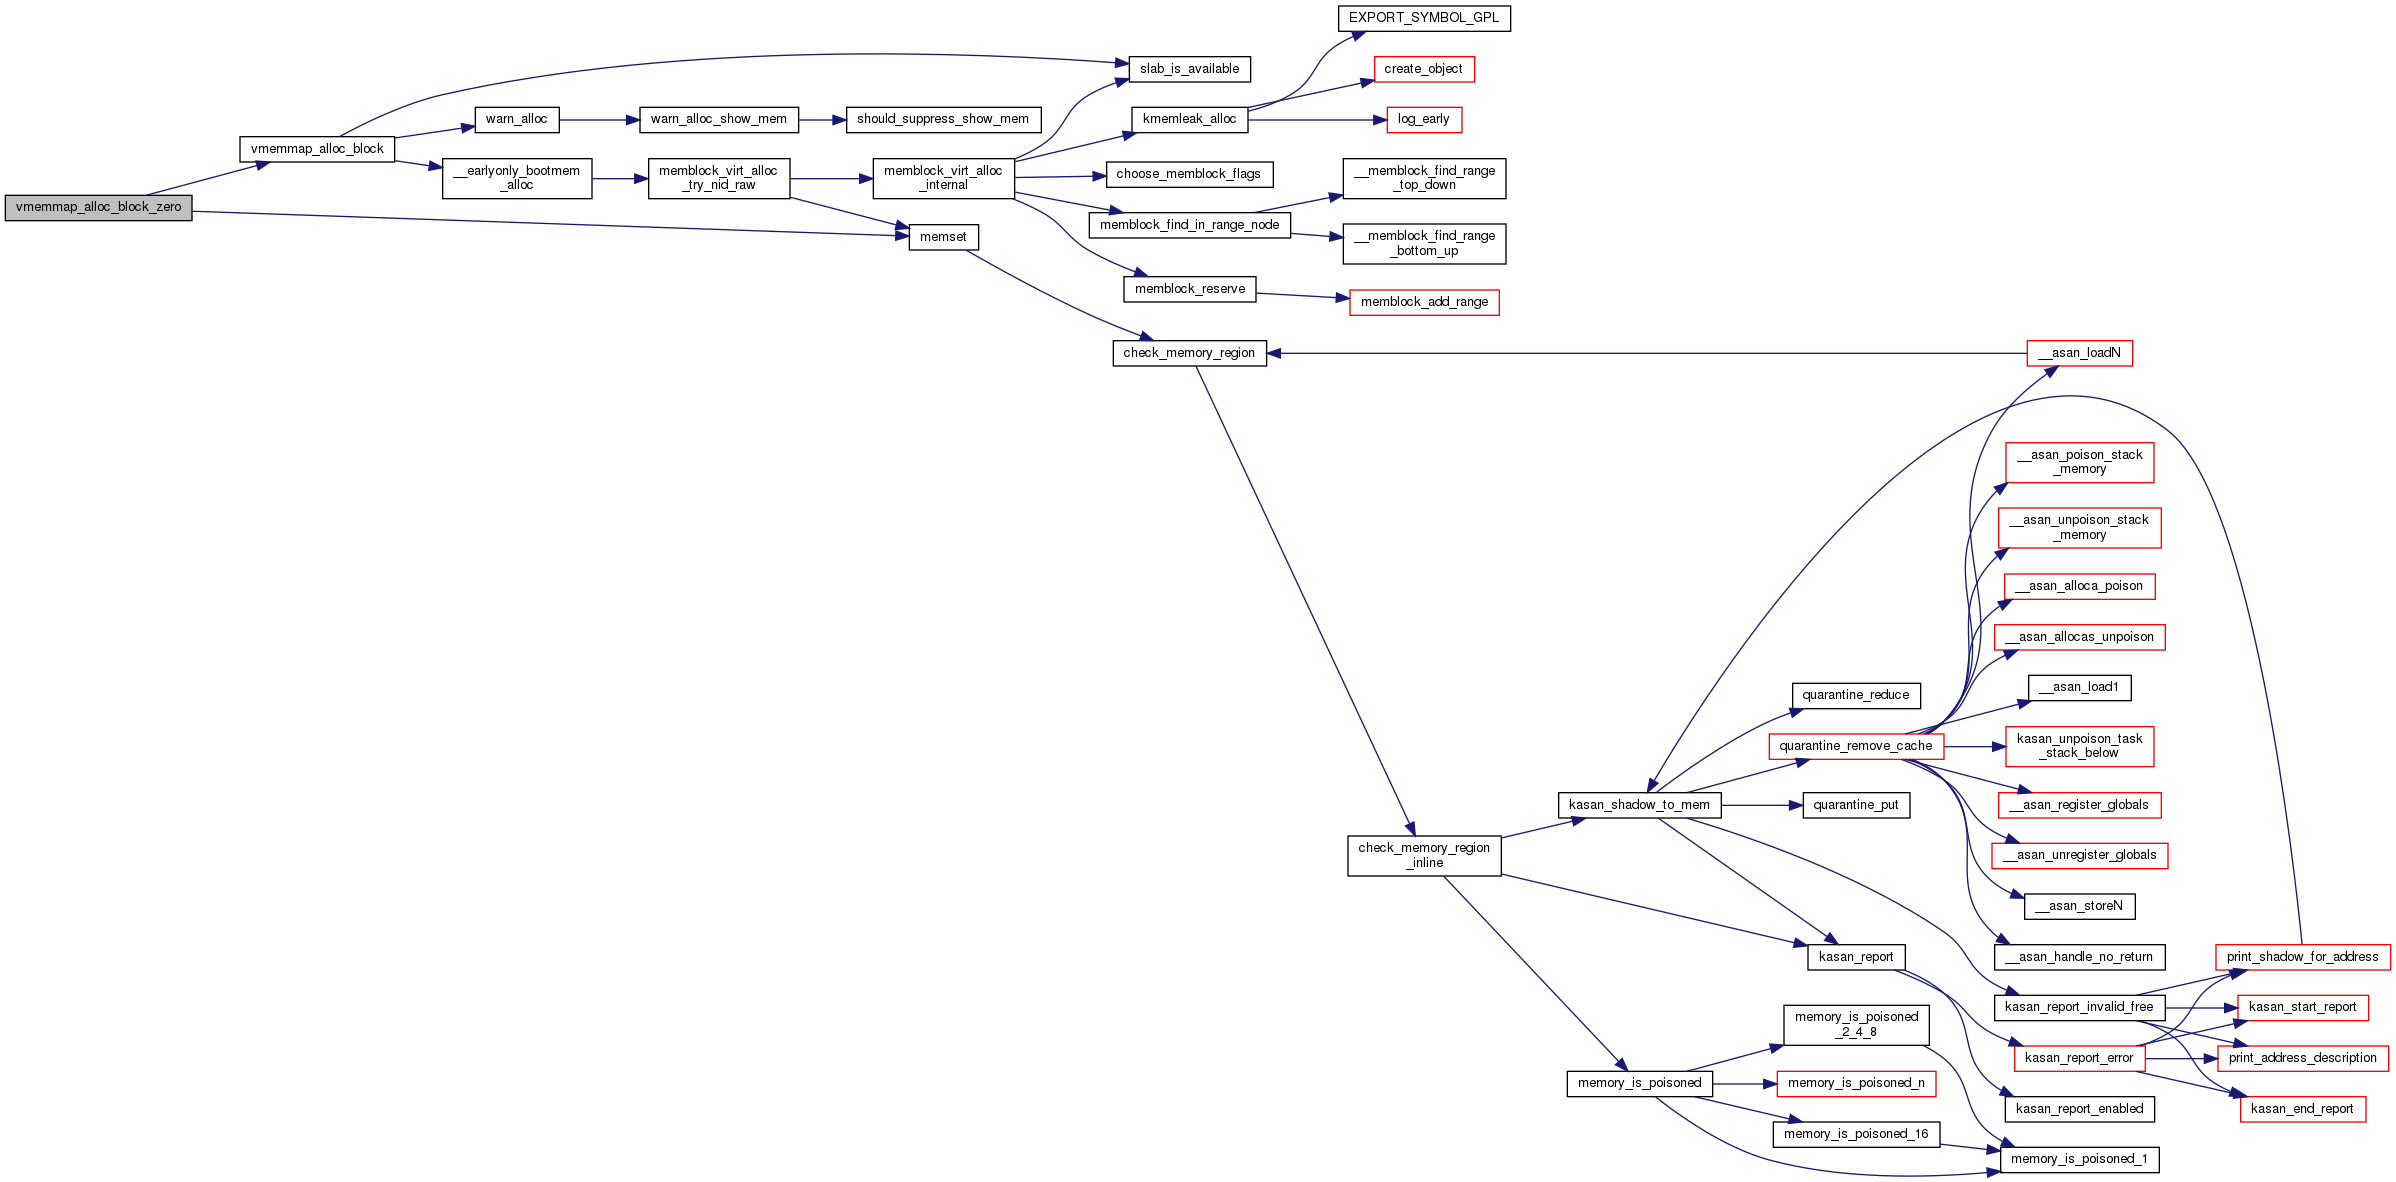 EXPORT_SYMBOL_GPL
slab_is_available
create_object
vmemmap_alloc_block
warn_alloc
warn_alloc_show_mem
should_suppress_show_mem
kmemleak_alloc
log_early
__earlyonly_bootmem
_alloc
memblock_virt_alloc
_try_nid_raw
memblock_virt_alloc
_internal
choose_memblock_flags
__memblock_find_range
_top_down
vmemmap_alloc_block_zero
memset
memblock_find_in_range_node
__memblock_find_range
_bottom_up
memblock_reserve
memblock_add_range
check_memory_region
__asan_loadN
__asan_poison_stack
_memory
__asan_unpoison_stack
_memory
__asan_alloca_poison
__asan_allocas_unpoison
quarantine_reduce
__asan_load1
quarantine_remove_cache
kasan_unpoison_task
_stack_below
kasan_shadow_to_mem
quarantine_put
__asan_register_globals
check_memory_region
_inline
__asan_unregister_globals
__asan_storeN
kasan_report
__asan_handle_no_return
print_shadow_for_address
kasan_report_invalid_free
kasan_start_report
memory_is_poisoned
_2_4_8
kasan_report_error
print_address_description
memory_is_poisoned
memory_is_poisoned_n
kasan_report_enabled
kasan_end_report
memory_is_poisoned_16
memory_is_poisoned_1